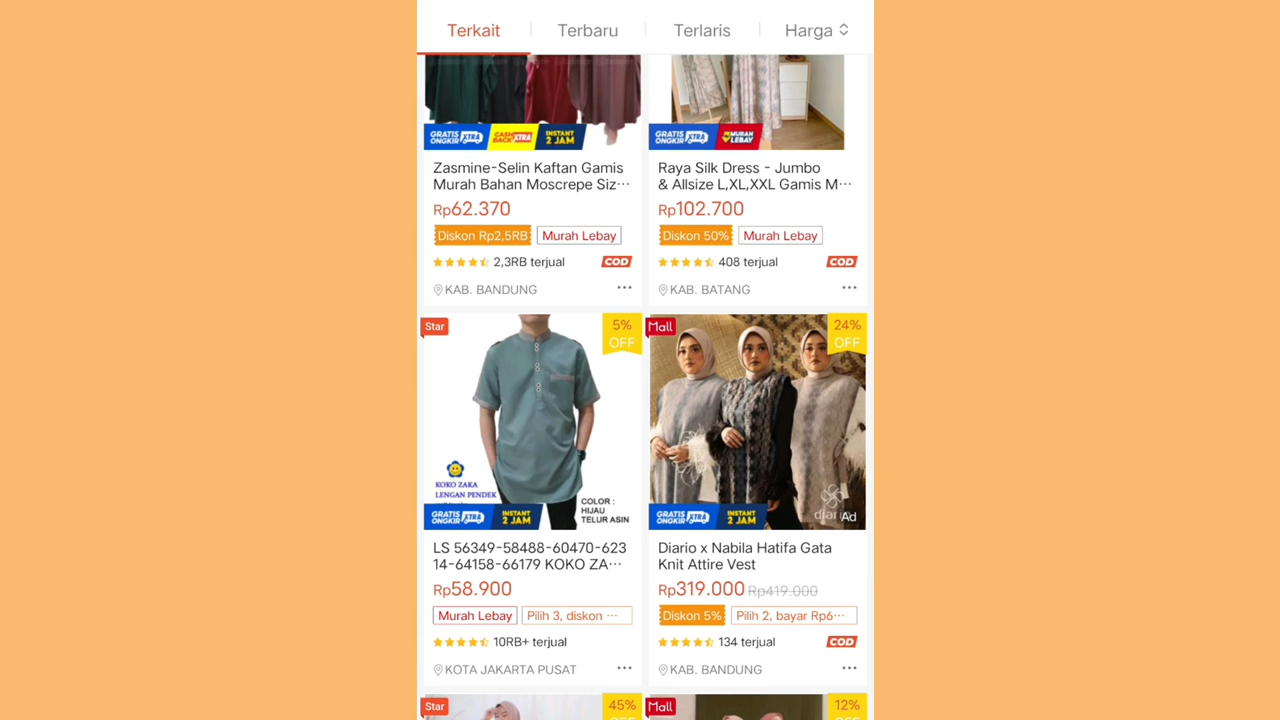 Terkait
Terbaru
Terlaris
Harga
GRATIS ONGKIR XTRA
CASH BACK XTRA
INSTANT 2 JAM
Zasmine-Selin Kaftan Gamis
Murah Bahan Moscrepe Siz···
Rp62.370
Diskon Rp2,5RB
Murah Lebay
2,3RB terjual
COD
KAB. BANDUNG
GRATIS ONGKIR XTRA
MURAH LEBAY
Raya Silk Dress - Jumbo
& Allsize L,XL,XXL Gamis M···
Rp102.700
Diskon 50%
Murah Lebay
408 terjual
COD
KAB. BATANG
Star
5%
OFF
KOKO ZAKA
LENGAN PENDEK
COLOR :
HIJAU
TELUR ASIN
GRATIS ONGKIR XTRA
INSTANT 2 JAM
LS 56349-58488-60470-623
14-64158-66179 KOKO ZA···
Rp58.900
Murah Lebay
Pilih 3, diskon ···
10RB+ terjual
KOTA JAKARTA PUSAT
Mall
24%
OFF
Ad
GRATIS ONGKIR XTRA
INSTANT 2 JAM
Diario x Nabila Hatifa Gata
Knit Attire Vest
Rp319.000 Rp419.000
Diskon 5%
Pilih 2, bayar Rp6···
134 terjual
COD
KAB. BANDUNG
Star
45%
OFF
Mall
12%
OFF